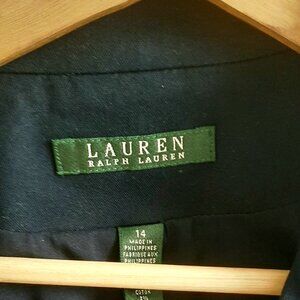 LAUREN
RALPH LAUREN
14
MADE IN
PHILIPPINES
FABRIQUÉ AUX
PHILIPPINES